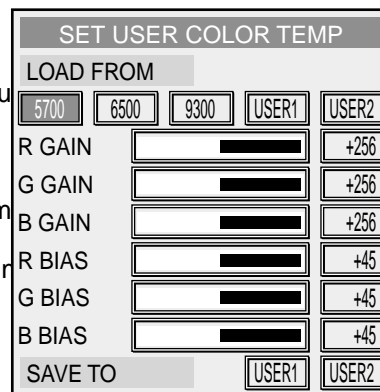 SET USER COLOR TEMP
LOAD FROM
5700 6500 9300 USER1 USER2
R GAIN +256
G GAIN +256
B GAIN +256
R BIAS +45
G BIAS +45
B BIAS +45
SAVE TO USER1 USER2